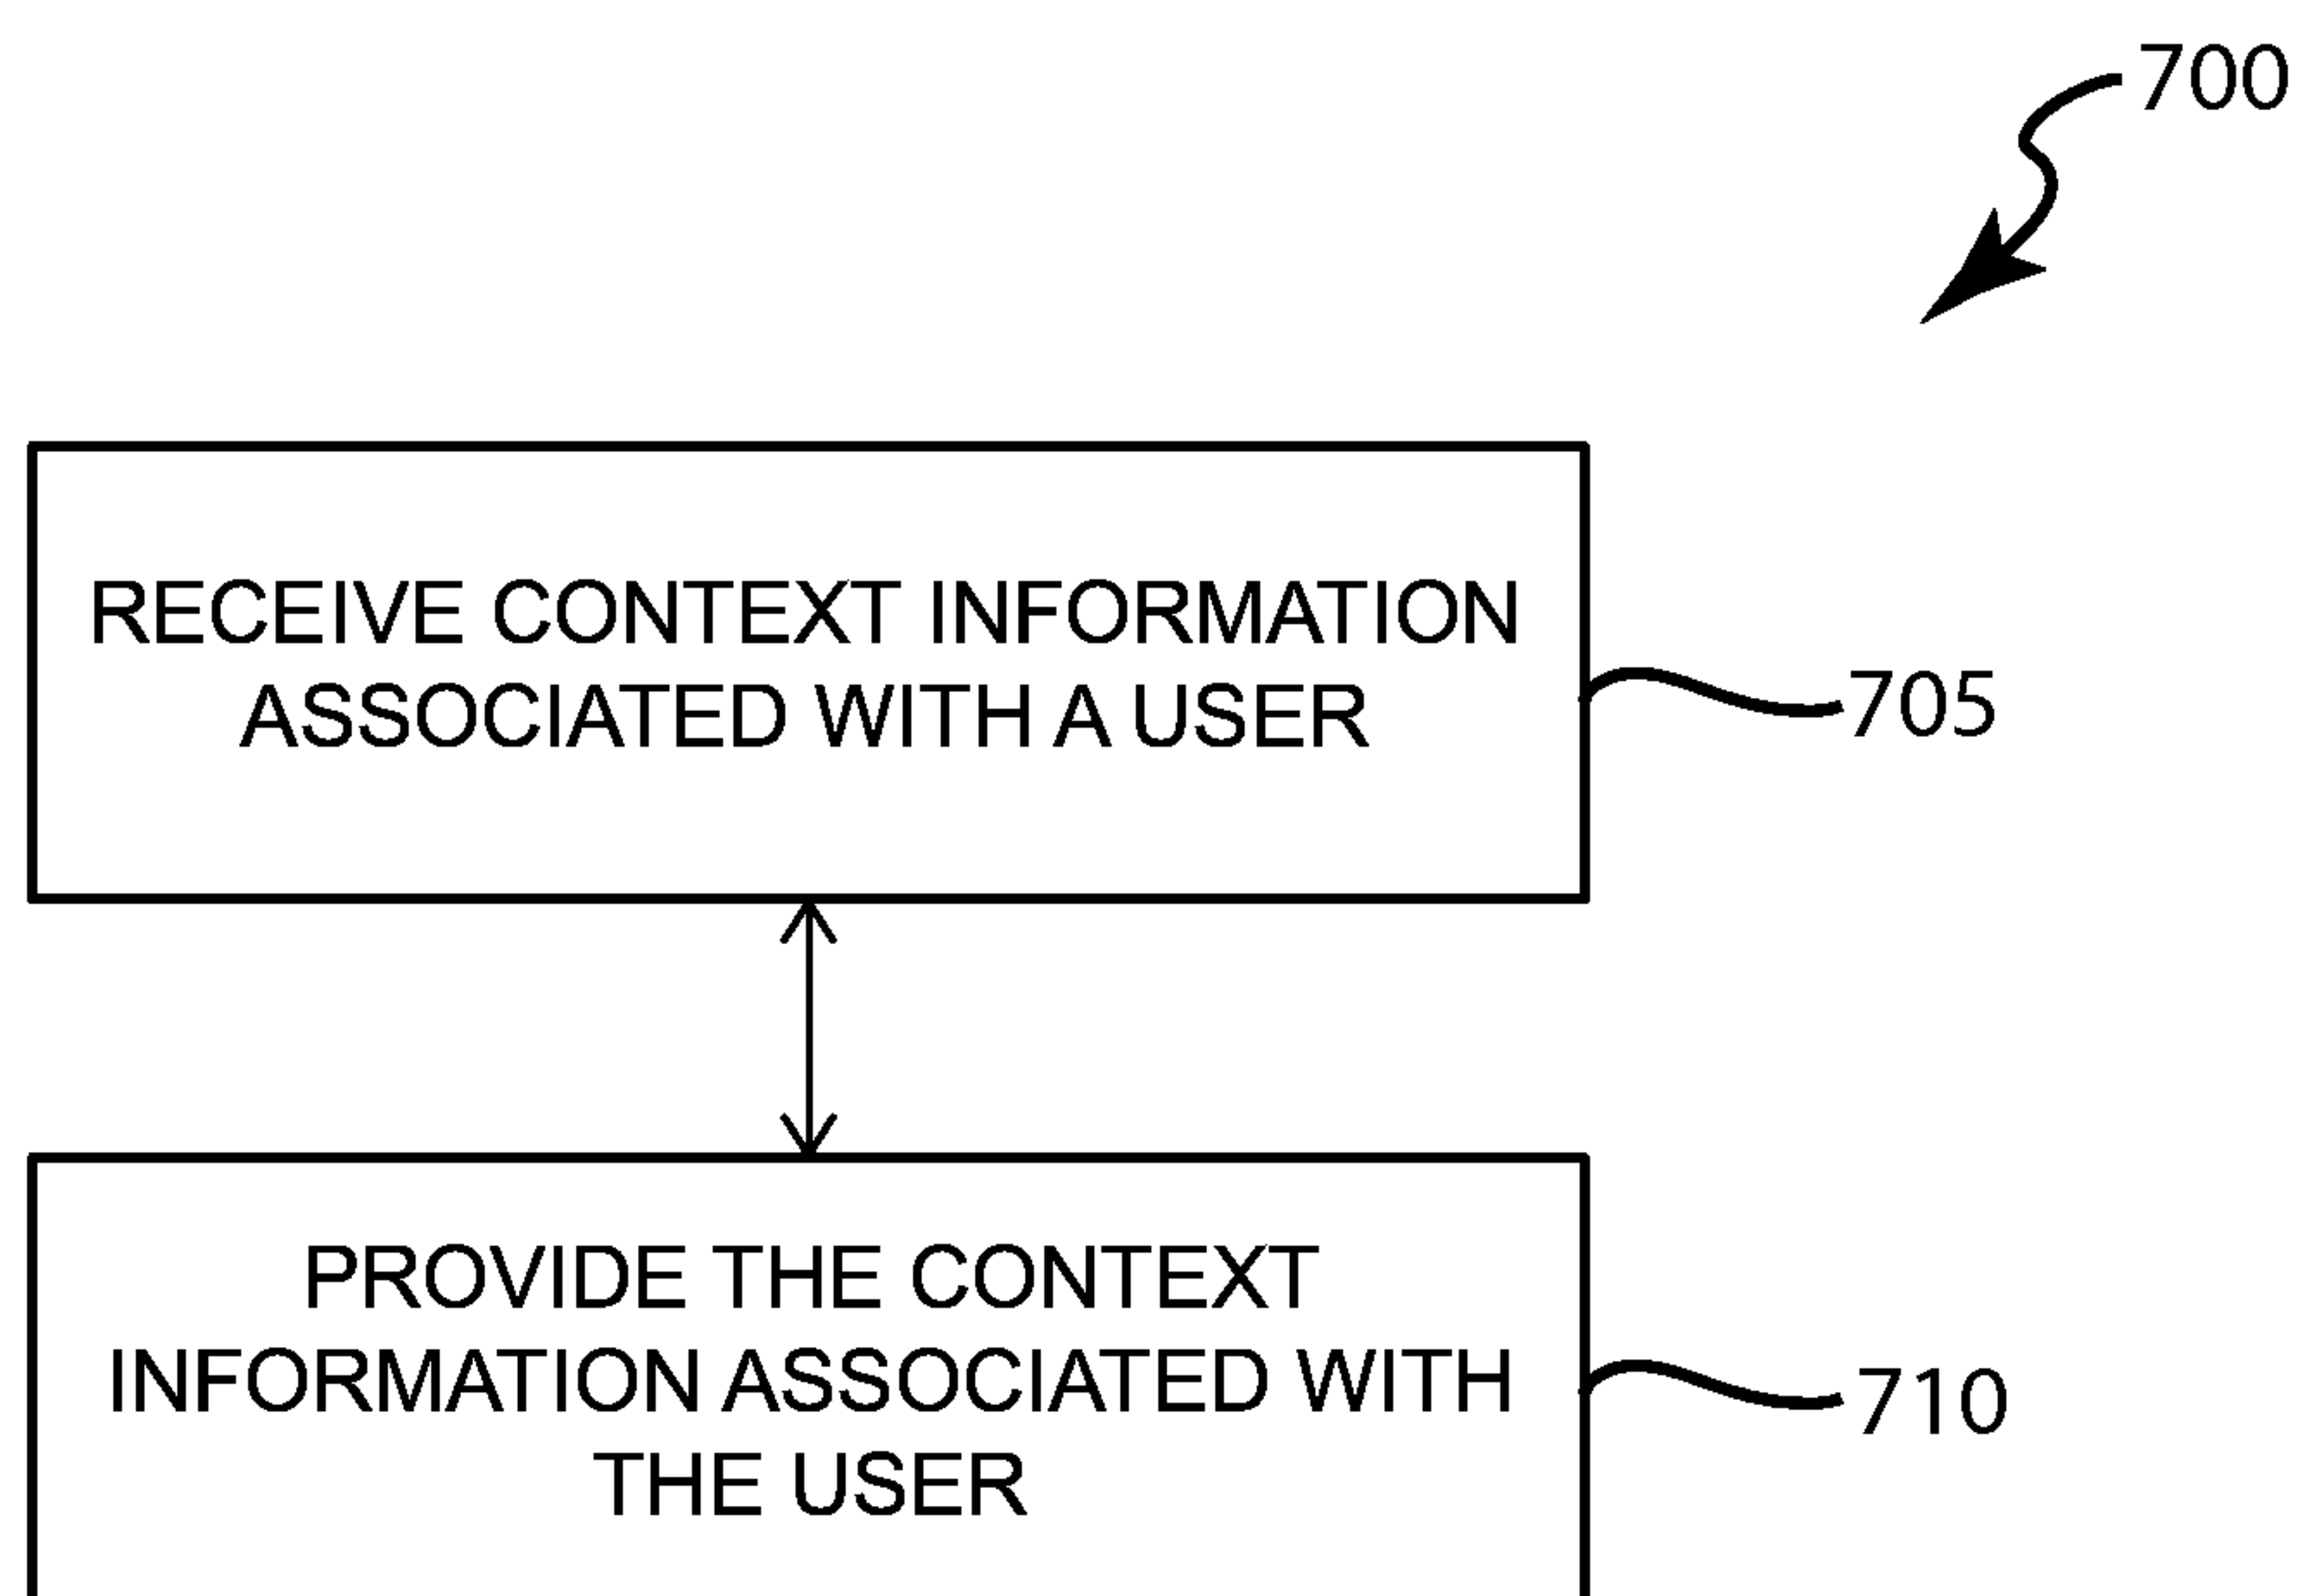 700
RECEIVE CONTEXT INFORMATION
ASSOCIATED WITH A USER
705
PROVIDE THE CONTEXT
INFORMATION ASSOCIATED WITH
THE USER
710